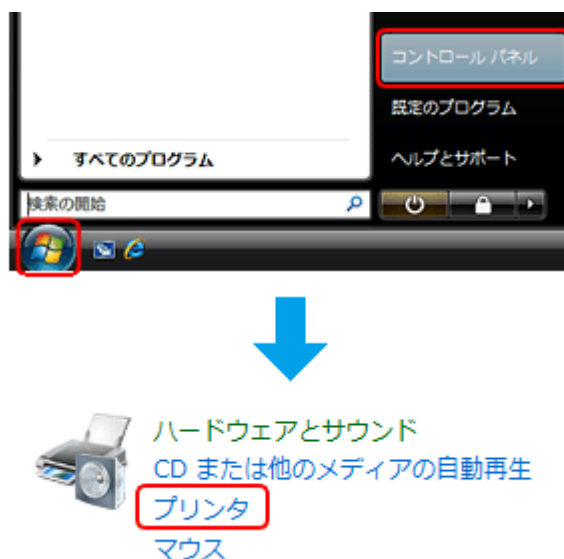 コントロール パネル
既定のプログラム
すべてのプログラム
ヘルプとサポート
検索の開始
ハードウェアとサウンド
CD または他のメディアの自動再生
プリンタ
マウス